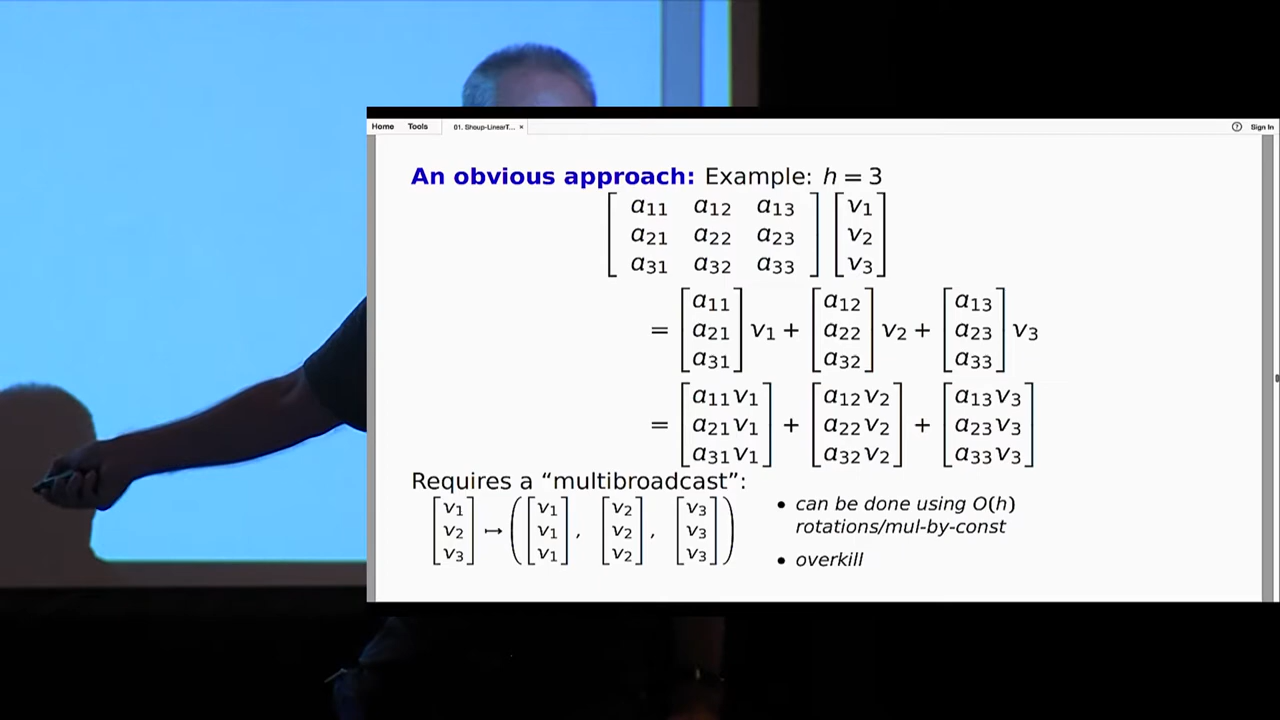 Home Tools 01. Shoup-LinearT... × ? Sign In
An obvious approach: Example: h = 3
[ a11 a12 a13 ] [ v1 ]
[ a21 a22 a23 ] [ v2 ]
[ a31 a32 a33 ] [ v3 ]
= [ a11 ; a21 ; a31 ] v1 + [ a12 ; a22 ; a32 ] v2 + [ a13 ; a23 ; a33 ] v3
= [ a11v1 ; a21v1 ; a31v1 ] + [ a12v2 ; a22v2 ; a32v2 ] + [ a13v3 ; a23v3 ; a33v3 ]
Requires a “multibroadcast”:
[ v1 ; v2 ; v3 ] ↦ ( [ v1 ; v1 ; v1 ] , [ v2 ; v2 ; v2 ] , [ v3 ; v3 ; v3 ] )
• can be done using O(h)
rotations/mul-by-const
• overkill